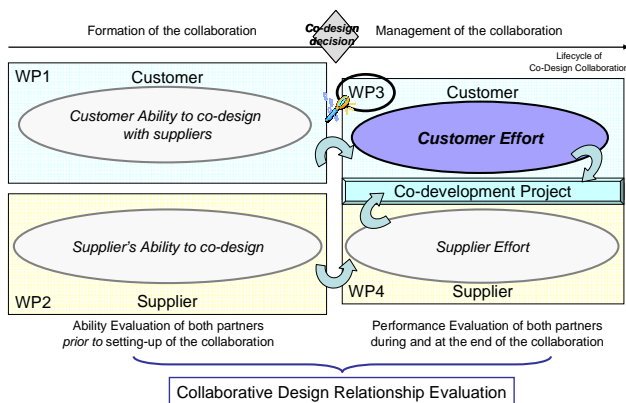 Formation of the collaboration
Co-design
decision
Management of the collaboration
Lifecycle of
Co-Design Collaboration
WP1
Customer
Customer Ability to co-design
with suppliers
WP3
Customer
Customer Effort
Co-development Project
Supplier's Ability to co-design
WP2
Supplier
Supplier Effort
WP4
Supplier
Ability Evaluation of both partners
prior to setting-up of the collaboration
Performance Evaluation of both partners
during and at the end of the collaboration
Collaborative Design Relationship Evaluation